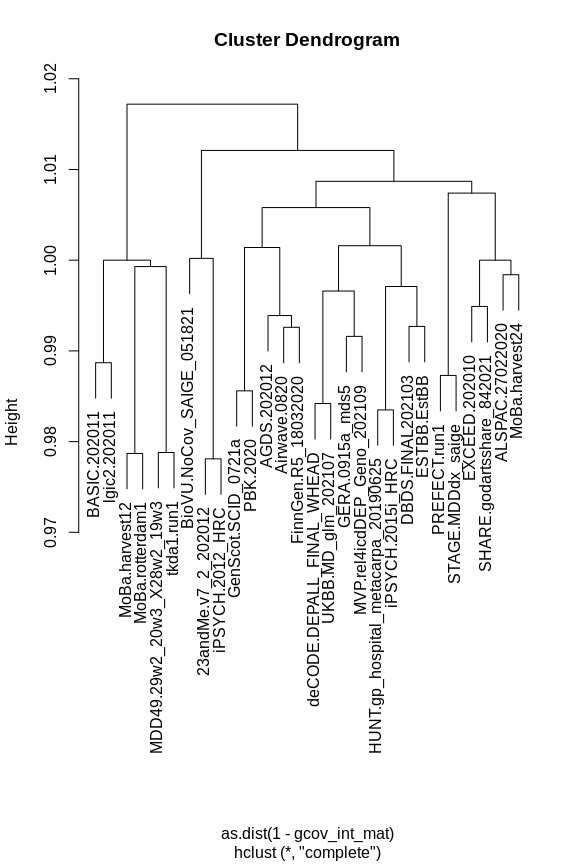 Cluster Dendrogram
Height
1.02
1.01
1.00
0.99
0.98
0.97
BASIC.202011
lgic2.202011
MoBa.harvest12
MoBa.rotterdam1
MDD49.29w2_20w3_X28w2_19w3
tkda1.run1
BioVU.NoCov_SAIGE_051821
23andMe.v7_2_202012
iPSYCH.2012_HRC
GenScot.SCID_0721a
PBK.2020
AGDS.202012
Airwave.0820
FinnGen.R5_18032020
deCODE.DEPALL_FINAL_WHEAD
UKBB.MD_glm_202107
GERA.0915a_mds5
MVP.rel4icdDEP_Geno_202109
HUNT.gp_hospital_metacarpa_20190625
iPSYCH.2015i_HRC
DBDS.FINAL202103
ESTBB.EstBB
PREFECT.run1
STAGE.MDDdx_saige
EXCEED.202010
SHARE.godartsshare_842021
ALSPAC.27022020
MoBa.harvest24
as.dist(1 - gcov_int_mat)
hclust (*, "complete")